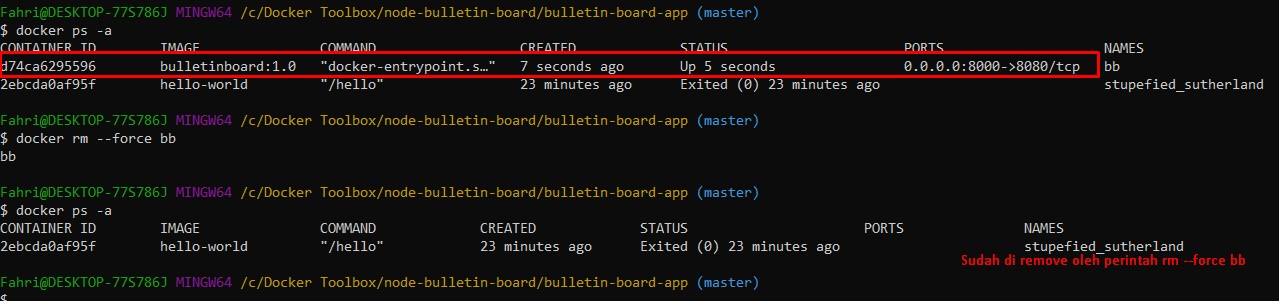 Fahri@DESKTOP-77S786J MINGW64 /c/Docker Toolbox/node-bulletin-board/bulletin-board-app (master)
$ docker ps -a
CONTAINER ID IMAGE COMMAND CREATED STATUS PORTS NAMES
d74ca6295596 bulletinboard:1.0 "docker-entrypoint.s…" 7 seconds ago Up 5 seconds 0.0.0.0:8000->8080/tcp bb
2ebcda0af95f hello-world "/hello" 23 minutes ago Exited (0) 23 minutes ago stupefied_sutherland
Fahri@DESKTOP-77S786J MINGW64 /c/Docker Toolbox/node-bulletin-board/bulletin-board-app (master)
$ docker rm --force bb
bb
Fahri@DESKTOP-77S786J MINGW64 /c/Docker Toolbox/node-bulletin-board/bulletin-board-app (master)
$ docker ps -a
CONTAINER ID IMAGE COMMAND CREATED STATUS PORTS NAMES
2ebcda0af95f hello-world "/hello" 23 minutes ago Exited (0) 23 minutes ago stupefied_sutherland
Sudah di remove oleh perintah rm --force bb
Fahri@DESKTOP-77S786J MINGW64 /c/Docker Toolbox/node-bulletin-board/bulletin-board-app (master)
$